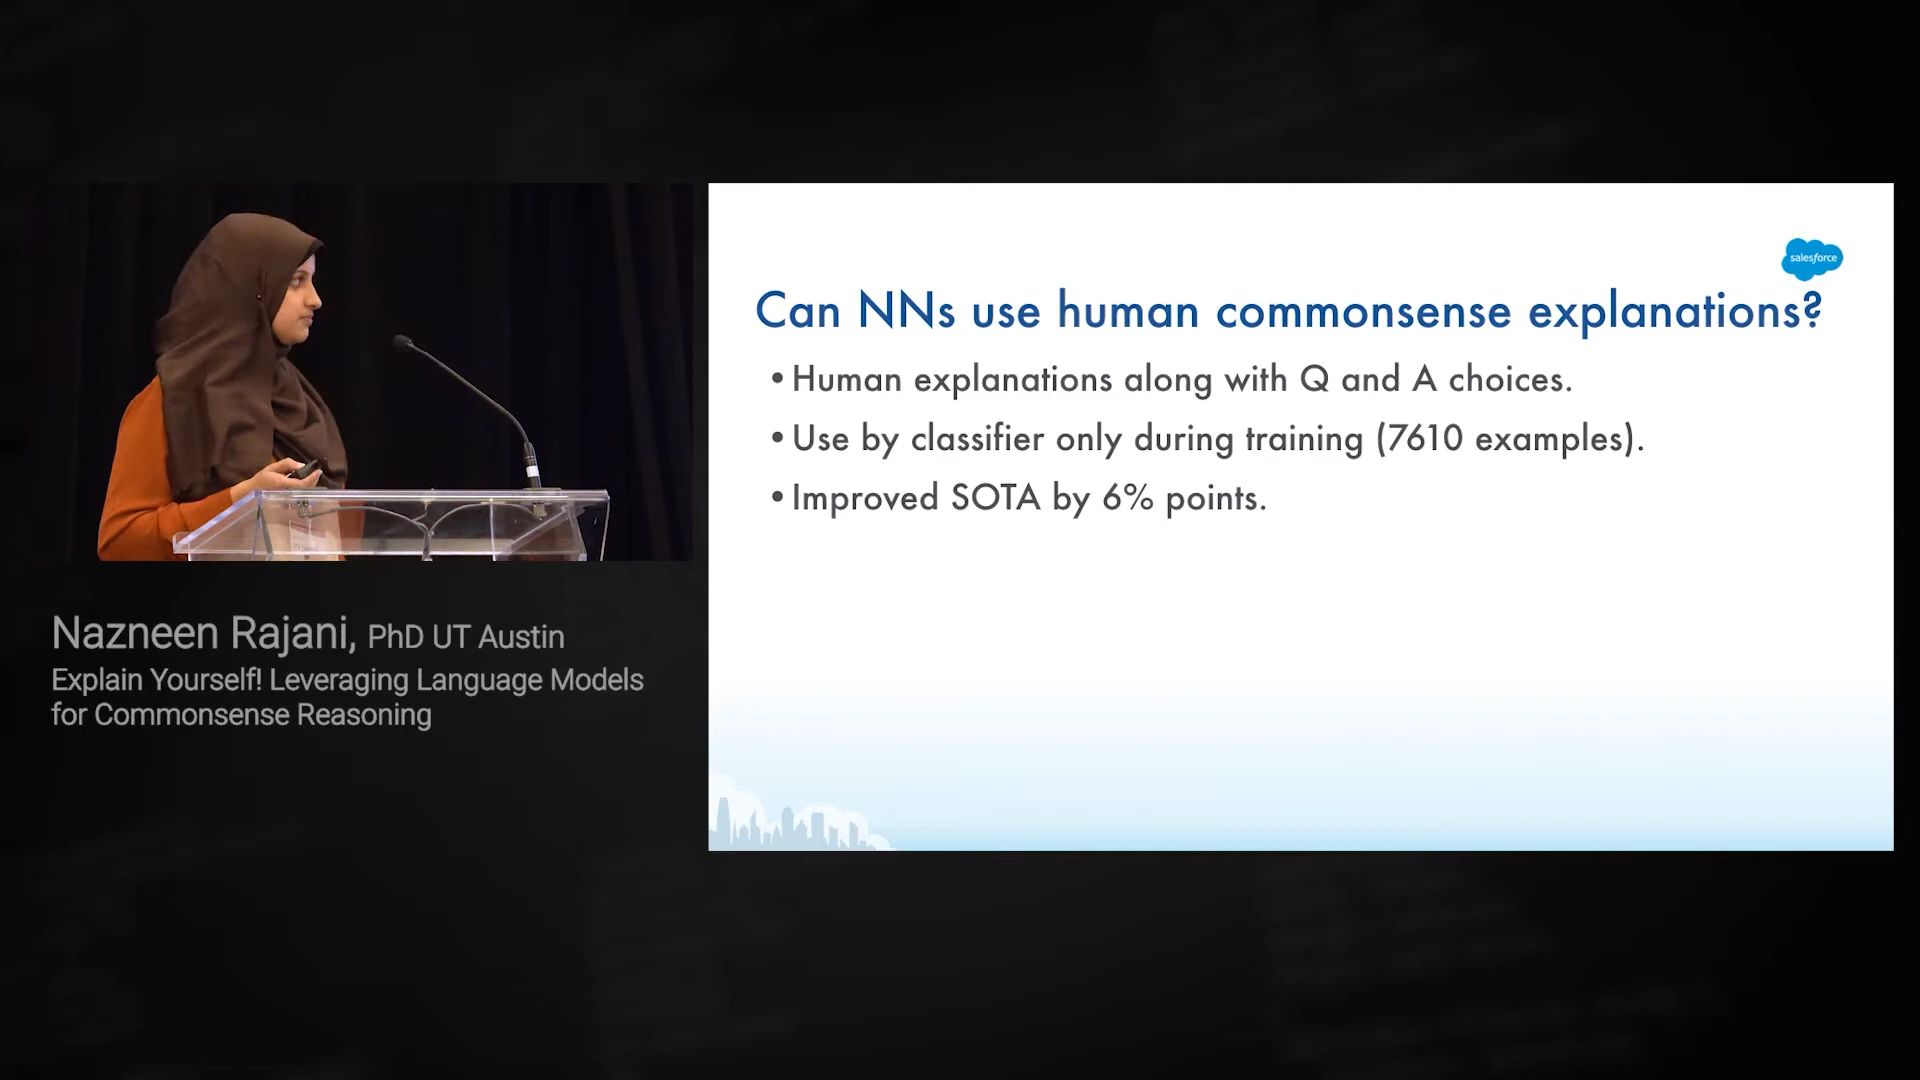 salesforce
Can NNs use human commonsense explanations?
•Human explanations along with Q and A choices.
•Use by classifier only during training (7610 examples).
•Improved SOTA by 6% points.
Nazneen Rajani, PhD UT Austin
Explain Yourself! Leveraging Language Models
for Commonsense Reasoning